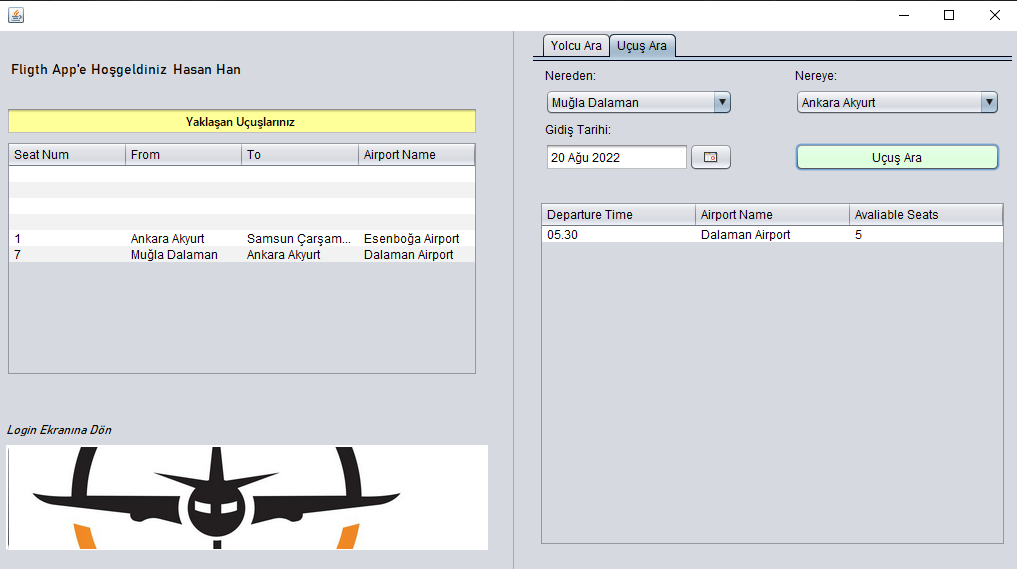 Fligth App'e Hoşgeldiniz Hasan Han
Yaklaşan Uçuşlarınız
Seat Num From To Airport Name
1 Ankara Akyurt Samsun Çarşam... Esenboğa Airport
7 Muğla Dalaman Ankara Akyurt Dalaman Airport
Login Ekranına Dön
Yolcu Ara Uçuş Ara
Nereden: Nereye:
Muğla Dalaman Ankara Akyurt
Gidiş Tarihi:
20 Ağu 2022 Uçuş Ara
Departure Time Airport Name Avaliable Seats
05.30 Dalaman Airport 5